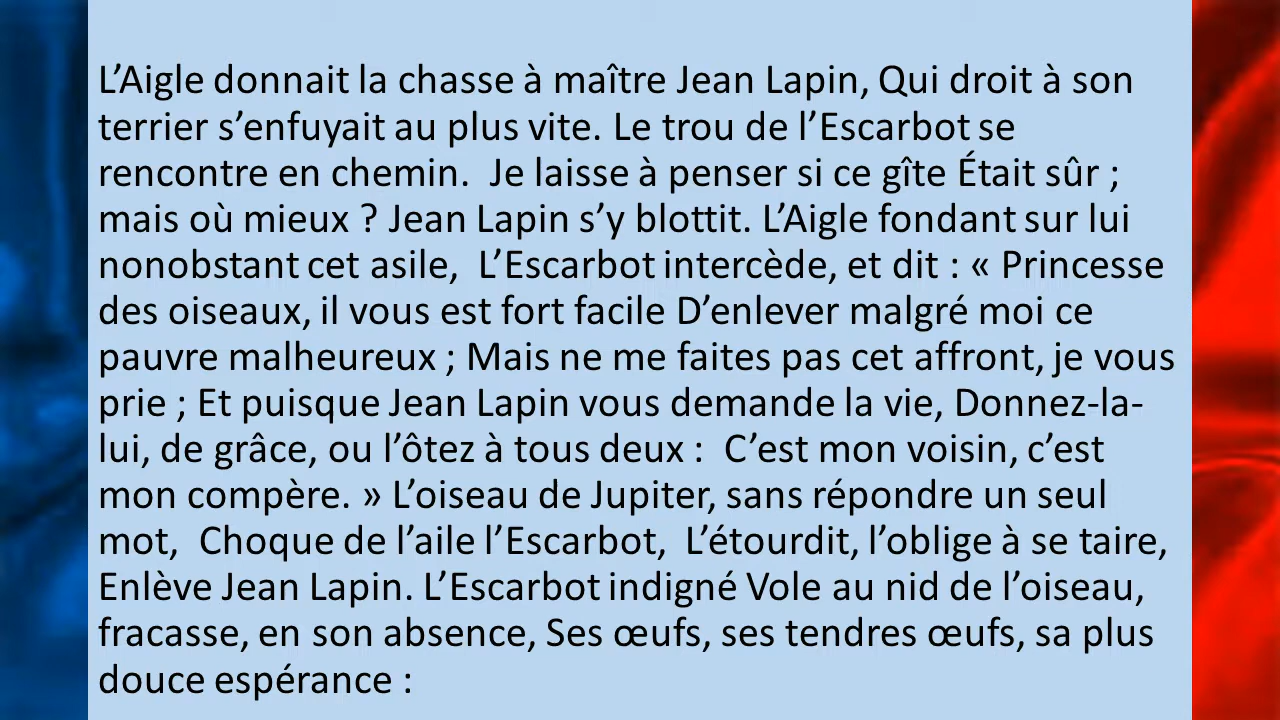 L’Aigle donnait la chasse à maître Jean Lapin, Qui droit à son
terrier s’enfuyait au plus vite. Le trou de l’Escarbot se
rencontre en chemin.  Je laisse à penser si ce gîte Était sûr ;
mais où mieux ? Jean Lapin s’y blottit. L’Aigle fondant sur lui
nonobstant cet asile,  L’Escarbot intercède, et dit : « Princesse
des oiseaux, il vous est fort facile D’enlever malgré moi ce
pauvre malheureux ; Mais ne me faites pas cet affront, je vous
prie ; Et puisque Jean Lapin vous demande la vie, Donnez-la-
lui, de grâce, ou l’ôtez à tous deux :  C’est mon voisin, c’est
mon compère. » L’oiseau de Jupiter, sans répondre un seul
mot,  Choque de l’aile l’Escarbot,  L’étourdit, l’oblige à se taire,
Enlève Jean Lapin. L’Escarbot indigné Vole au nid de l’oiseau,
fracasse, en son absence, Ses œufs, ses tendres œufs, sa plus
douce espérance :